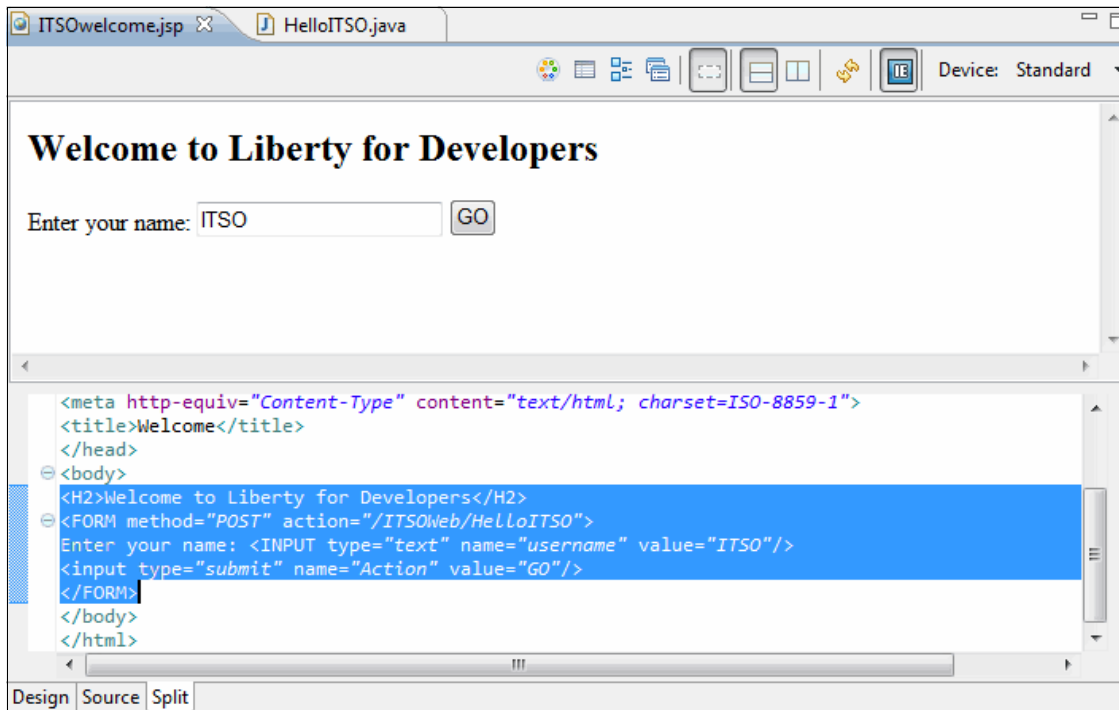 ITSOwelcome.jsp HelloITSO.java
Device: Standard
Welcome to Liberty for Developers
Enter your name: ITSO GO
<meta http-equiv="Content-Type" content="text/html; charset=ISO-8859-1">
<title>Welcome</title>
</head>
<body>
<H2>Welcome to Liberty for Developers</H2>
<FORM method="POST" action="/ITSOWeb/HelloITSO">
Enter your name: <INPUT type="text" name="username" value="ITSO"/>
<input type="submit" name="Action" value="GO"/>
</FORM>
</body>
</html>
Design Source Split